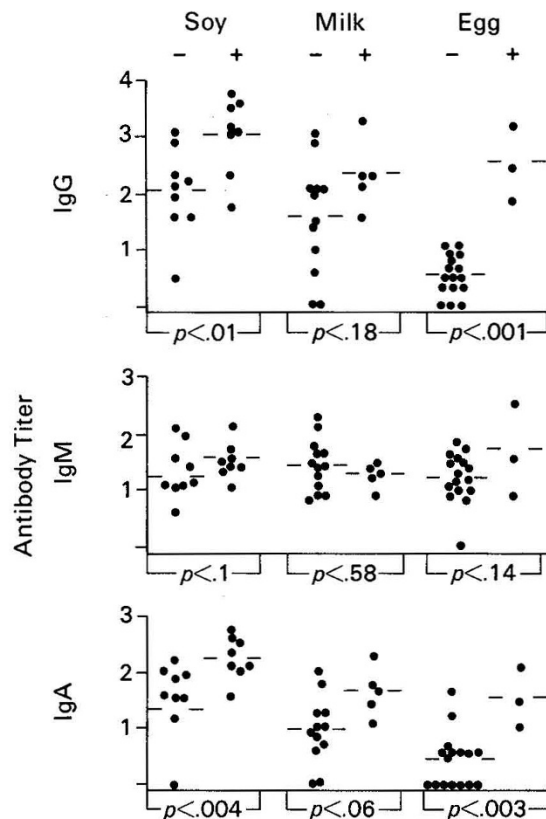 Soy Milk Egg
− + − + − +
4
3
2
1
IgG
p<.01 p<.18 p<.001
3
2
1
IgM
p<.1 p<.58 p<.14
3
2
1
IgA
p<.004 p<.06 p<.003
Antibody Titer